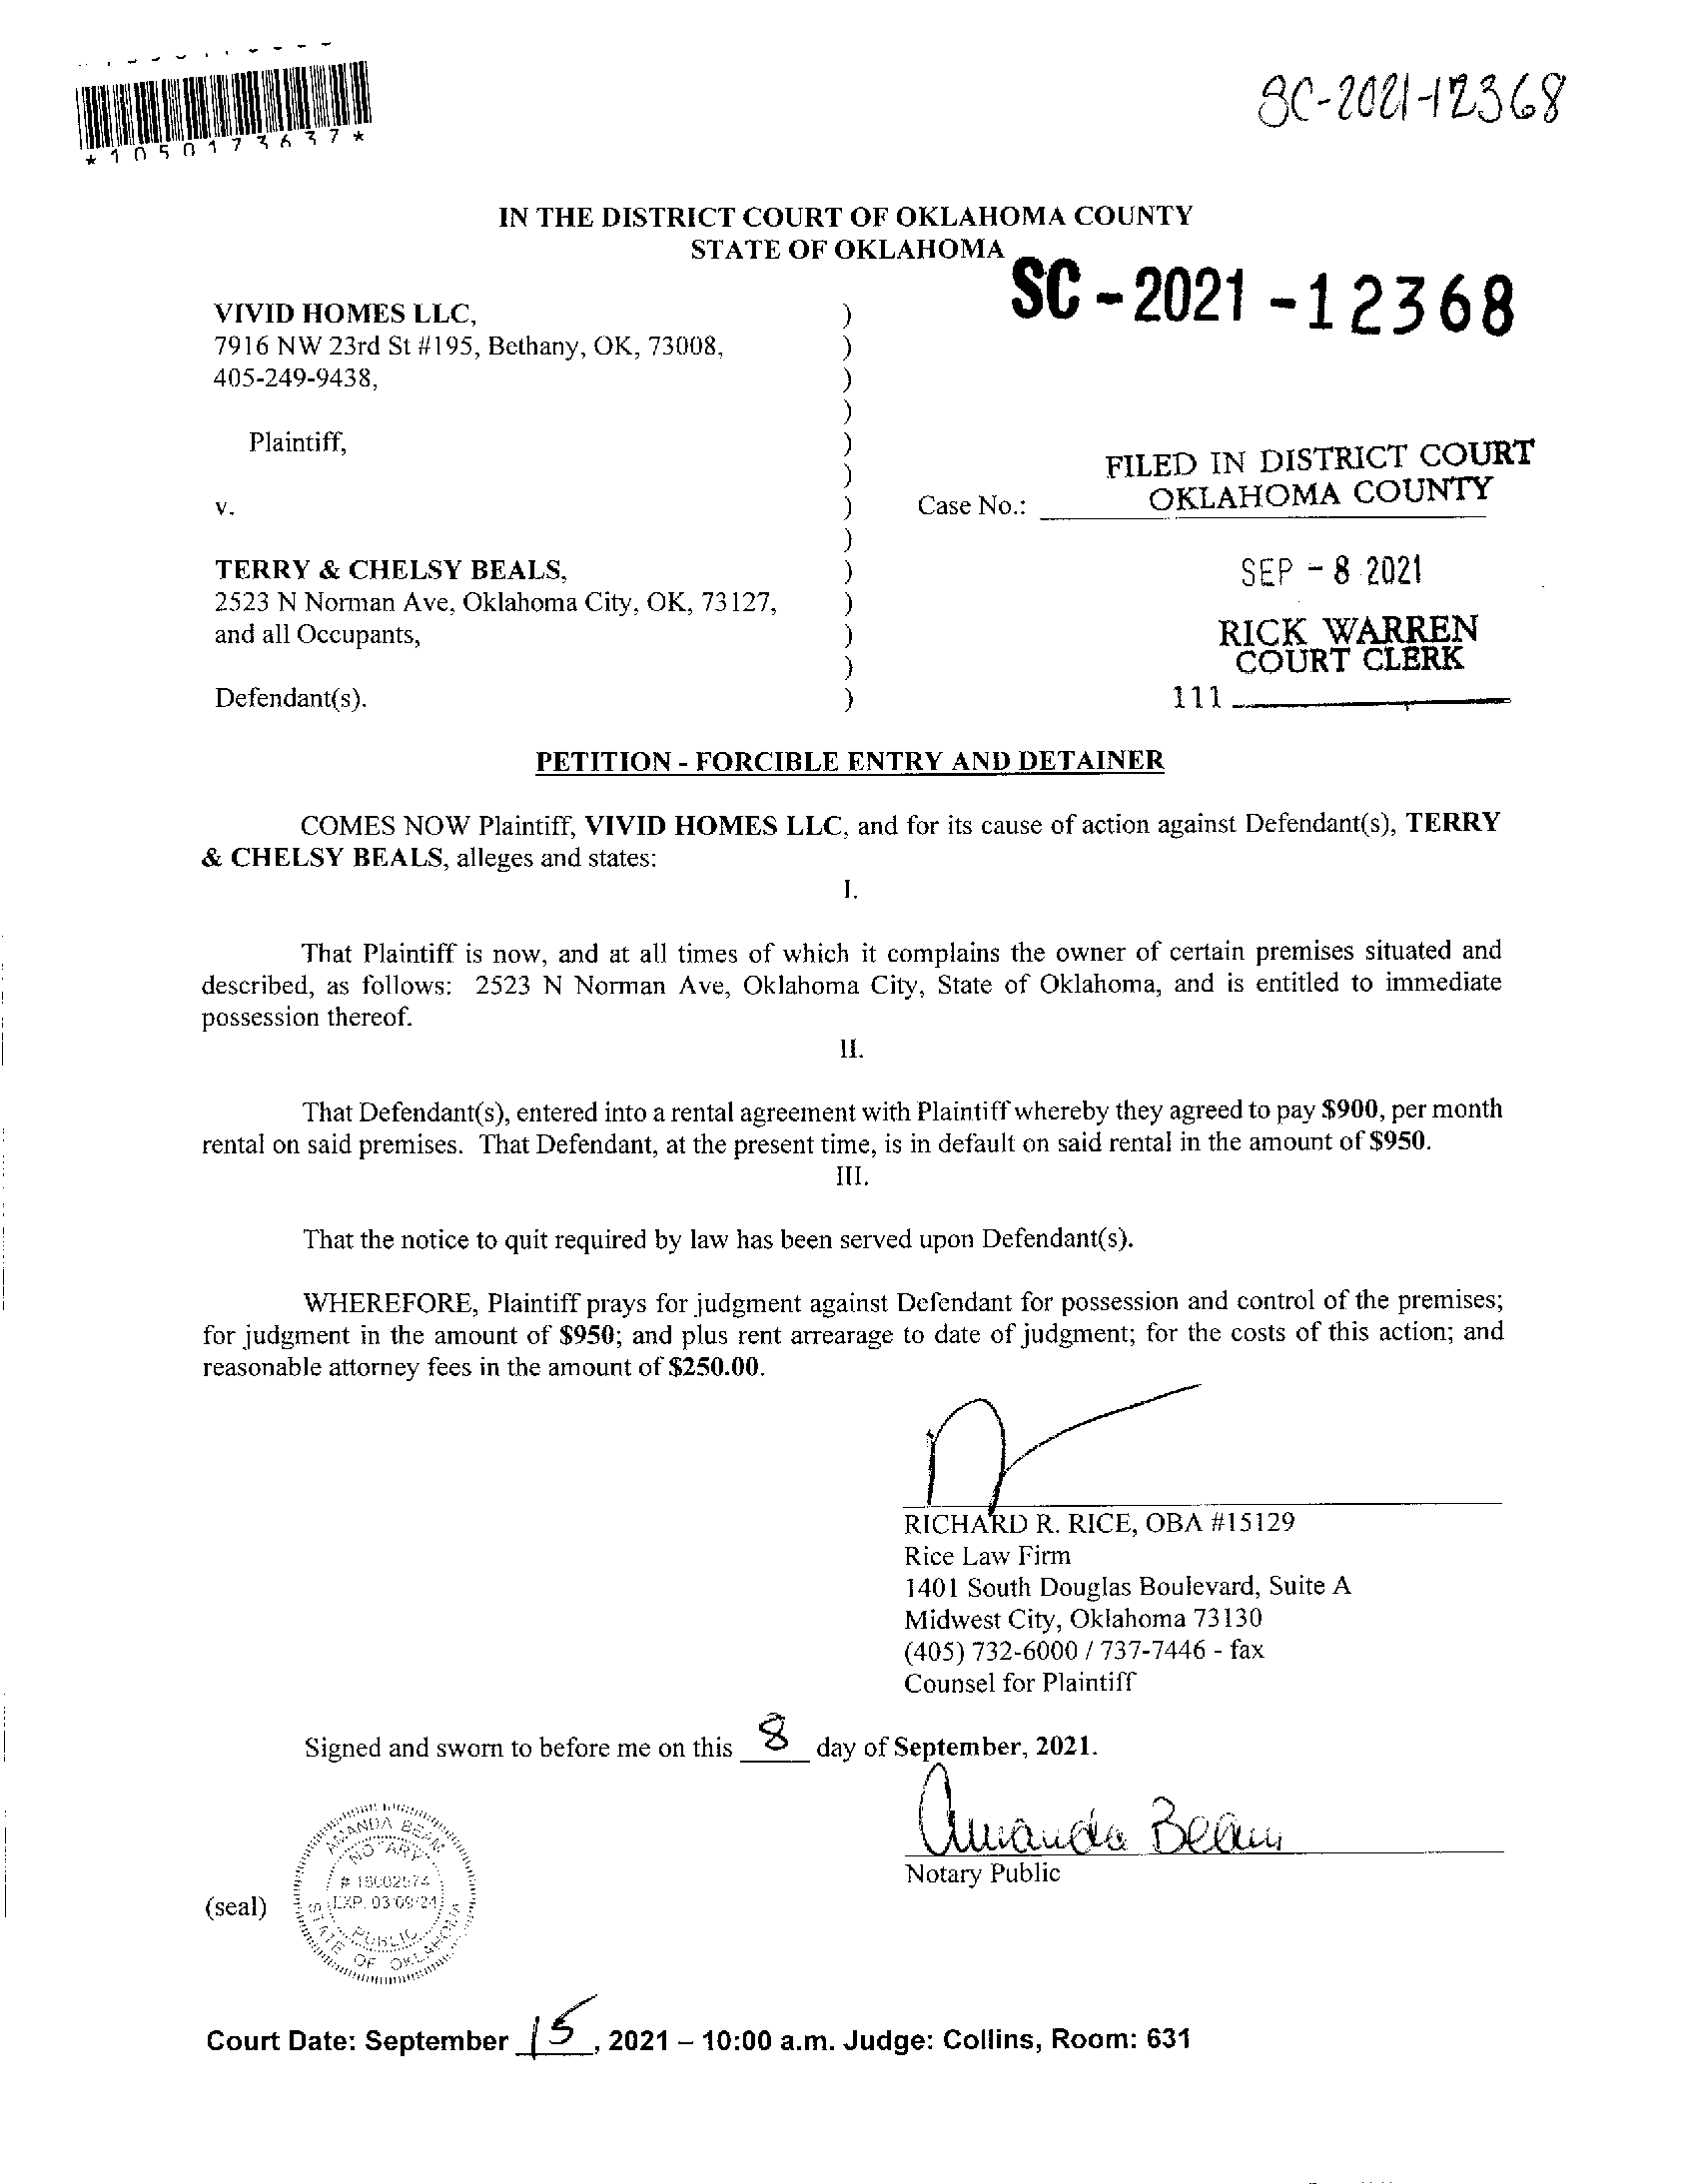 *1050173637*
SC-2021-12368
IN THE DISTRICT COURT OF OKLAHOMA COUNTY
STATE OF OKLAHOMA
SC-2021-12368
VIVID HOMES LLC, )
7916 NW 23rd St #195, Bethany, OK, 73008, )
405-249-9438, )
)
Plaintiff, )
)
v. ) Case No.:
)
FILED IN DISTRICT COURT
OKLAHOMA COUNTY
TERRY & CHELSY BEALS, )
2523 N Norman Ave, Oklahoma City, OK, 73127, )
and all Occupants, )
)
Defendant(s). )
SEP - 8 2021
RICK WARREN
COURT CLERK
111
PETITION - FORCIBLE ENTRY AND DETAINER
COMES NOW Plaintiff, VIVID HOMES LLC, and for its cause of action against Defendant(s), TERRY
& CHELSY BEALS, alleges and states:
I.
That Plaintiff is now, and at all times of which it complains the owner of certain premises situated and
described, as follows: 2523 N Norman Ave, Oklahoma City, State of Oklahoma, and is entitled to immediate
possession thereof.
II.
That Defendant(s), entered into a rental agreement with Plaintiff whereby they agreed to pay $900, per month
rental on said premises. That Defendant, at the present time, is in default on said rental in the amount of $950.
III.
That the notice to quit required by law has been served upon Defendant(s).
WHEREFORE, Plaintiff prays for judgment against Defendant for possession and control of the premises;
for judgment in the amount of $950; and plus rent arrearage to date of judgment; for the costs of this action; and
reasonable attorney fees in the amount of $250.00.
RICHARD R. RICE, OBA #15129
Rice Law Firm
1401 South Douglas Boulevard, Suite A
Midwest City, Oklahoma 73130
(405) 732-6000 / 737-7446 - fax
Counsel for Plaintiff
Signed and sworn to before me on this 8 day of September, 2021.
Amanda Beam
Notary Public
(seal)
AMANDA BEAM
NOTARY
EXP. 03/09/24
PUBLIC
STATE OF OKLAHOMA
Court Date: September 15, 2021 – 10:00 a.m. Judge: Collins, Room: 631